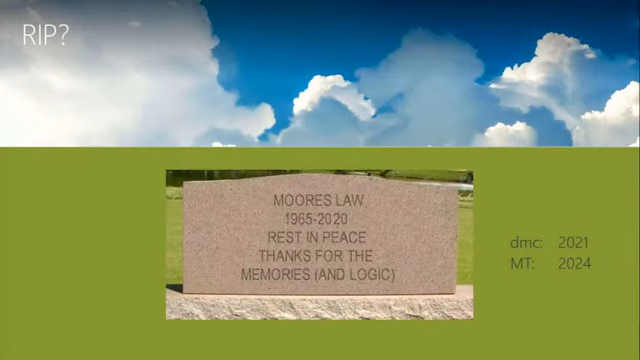 RIP?
MOORES LAW
1965-2020
REST IN PEACE
THANKS FOR THE
MEMORIES (AND LOGIC)
dmc: 2021
MT: 2024